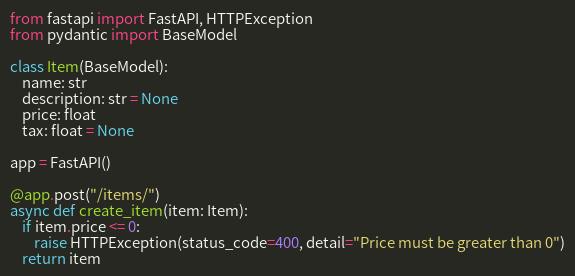 from fastapi import FastAPI, HTTPException
from pydantic import BaseModel

class Item(BaseModel):
    name: str
    description: str = None
    price: float
    tax: float = None

app = FastAPI()

@app.post("/items/")
async def create_item(item: Item):
    if item.price <= 0:
        raise HTTPException(status_code=400, detail="Price must be greater than 0")
    return item